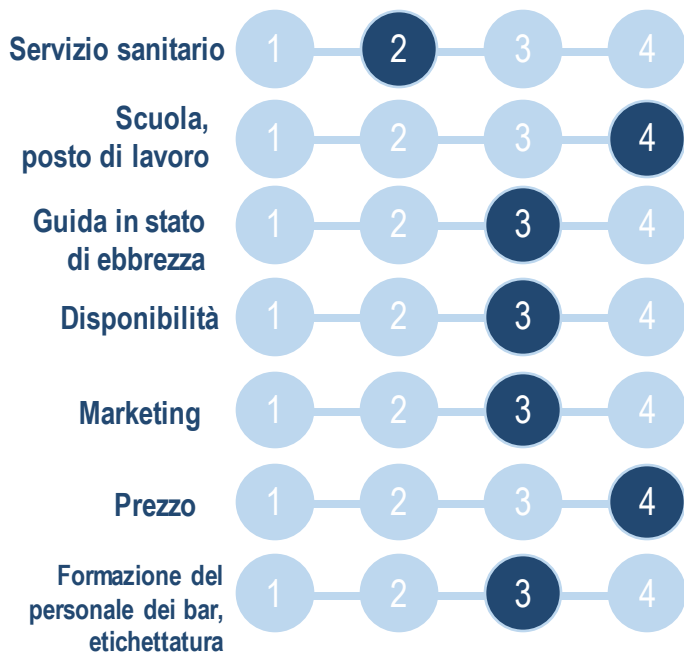 Servizio sanitario 1 2 3 4
Scuola,
posto di lavoro 1 2 3 4
Guida in stato
di ebbrezza 1 2 3 4
Disponibilità 1 2 3 4
Marketing 1 2 3 4
Prezzo 1 2 3 4
Formazione del
personale dei bar, 1 2 3 4
etichettatura